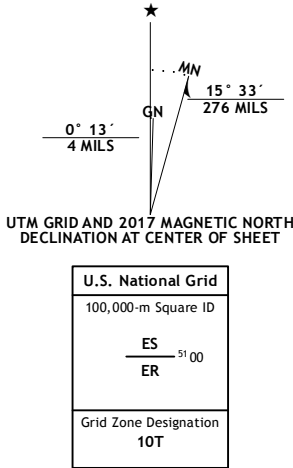 MN
GN
15° 33´
276 MILS
0° 13´
4 MILS
UTM GRID AND 2017 MAGNETIC NORTH
DECLINATION AT CENTER OF SHEET
U.S. National Grid
100,000-m Square ID
ES
51 00
ER
Grid Zone Designation
10T